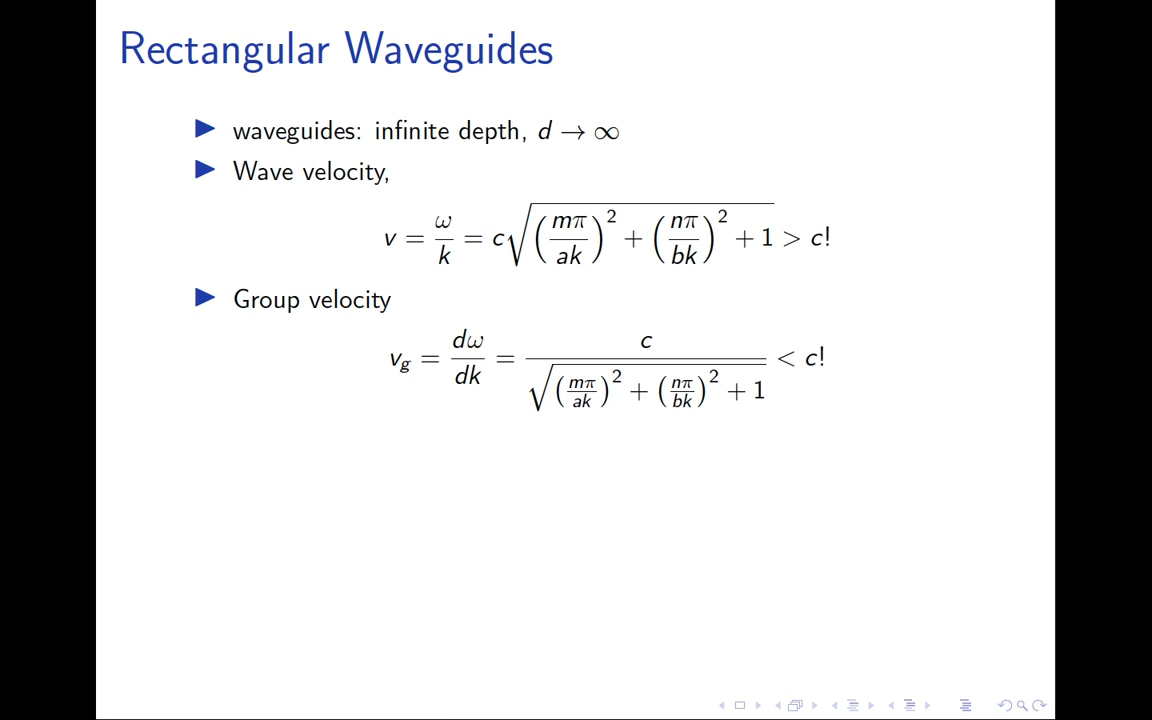 Rectangular Waveguides
▶ waveguides: infinite depth, d → ∞
▶ Wave velocity,
v = ω/k = c√((mπ/ak)² + (nπ/bk)² + 1) > c!
▶ Group velocity
v_g = dω/dk = c/√((mπ/ak)² + (nπ/bk)² + 1) < c!